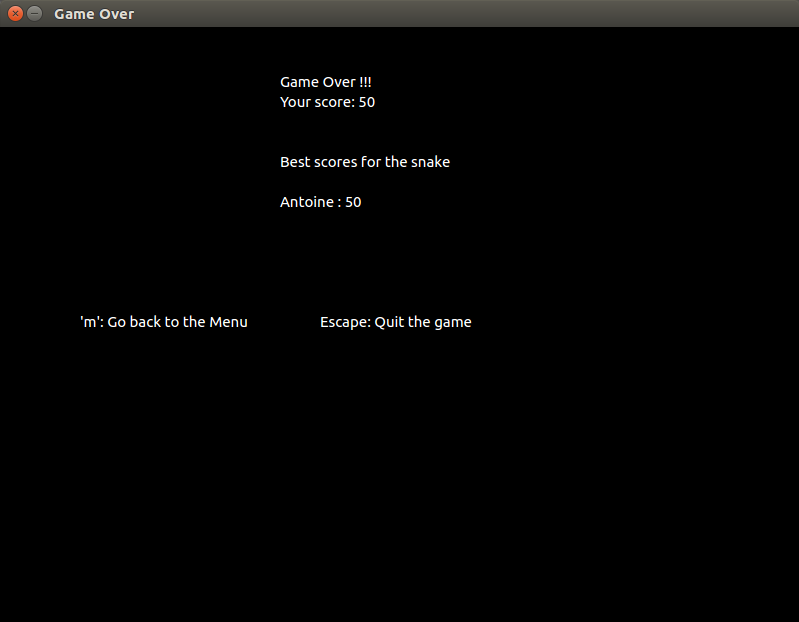 Game Over
Game Over !!!
Your score: 50
Best scores for the snake
Antoine : 50
'm': Go back to the Menu Escape: Quit the game